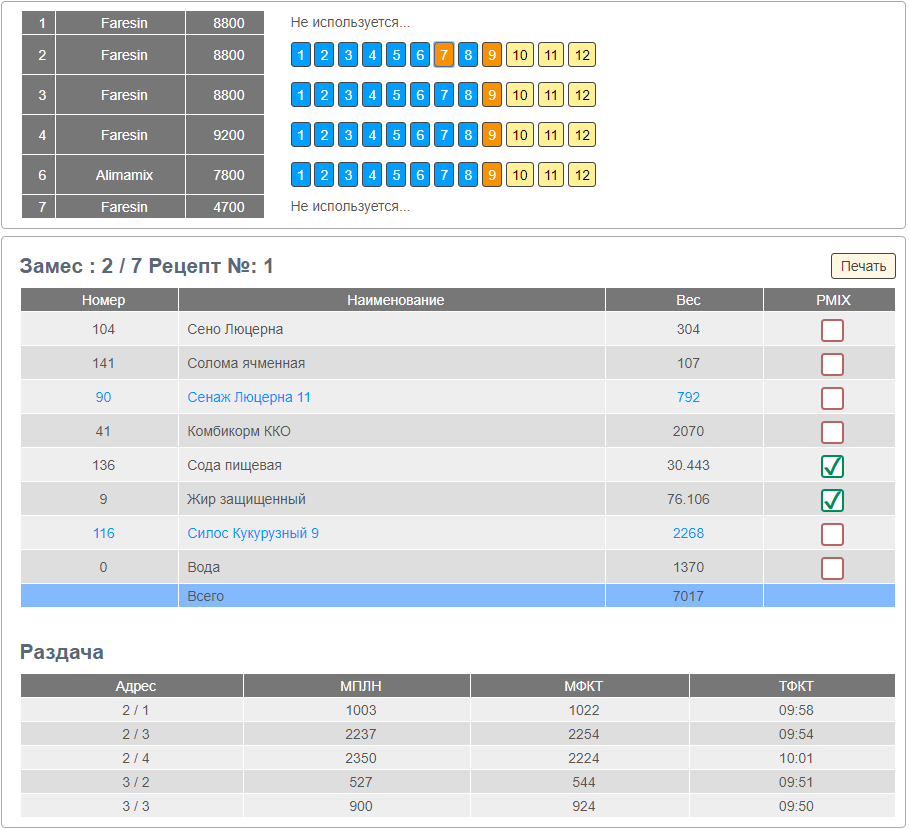 1 Faresin 8800 Не используется...
2 Faresin 8800 1 2 3 4 5 6 7 8 9 10 11 12
3 Faresin 8800 1 2 3 4 5 6 7 8 9 10 11 12
4 Faresin 9200 1 2 3 4 5 6 7 8 9 10 11 12
6 Alimamix 7800 1 2 3 4 5 6 7 8 9 10 11 12
7 Faresin 4700 Не используется...
Замес : 2 / 7 Рецепт №: 1 Печать
Номер Наименование Вес PMIX
104 Сено Люцерна 304
141 Солома ячменная 107
90 Сенаж Люцерна 11 792
41 Комбикорм ККО 2070
136 Сода пищевая 30.443
9 Жир защищенный 76.106
116 Силос Кукурузный 9 2268
0 Вода 1370
Всего 7017
Раздача
Адрес МПЛН МФКТ ТФКТ
2 / 1 1003 1022 09:58
2 / 3 2237 2254 09:54
2 / 4 2350 2224 10:01
3 / 2 527 544 09:51
3 / 3 900 924 09:50